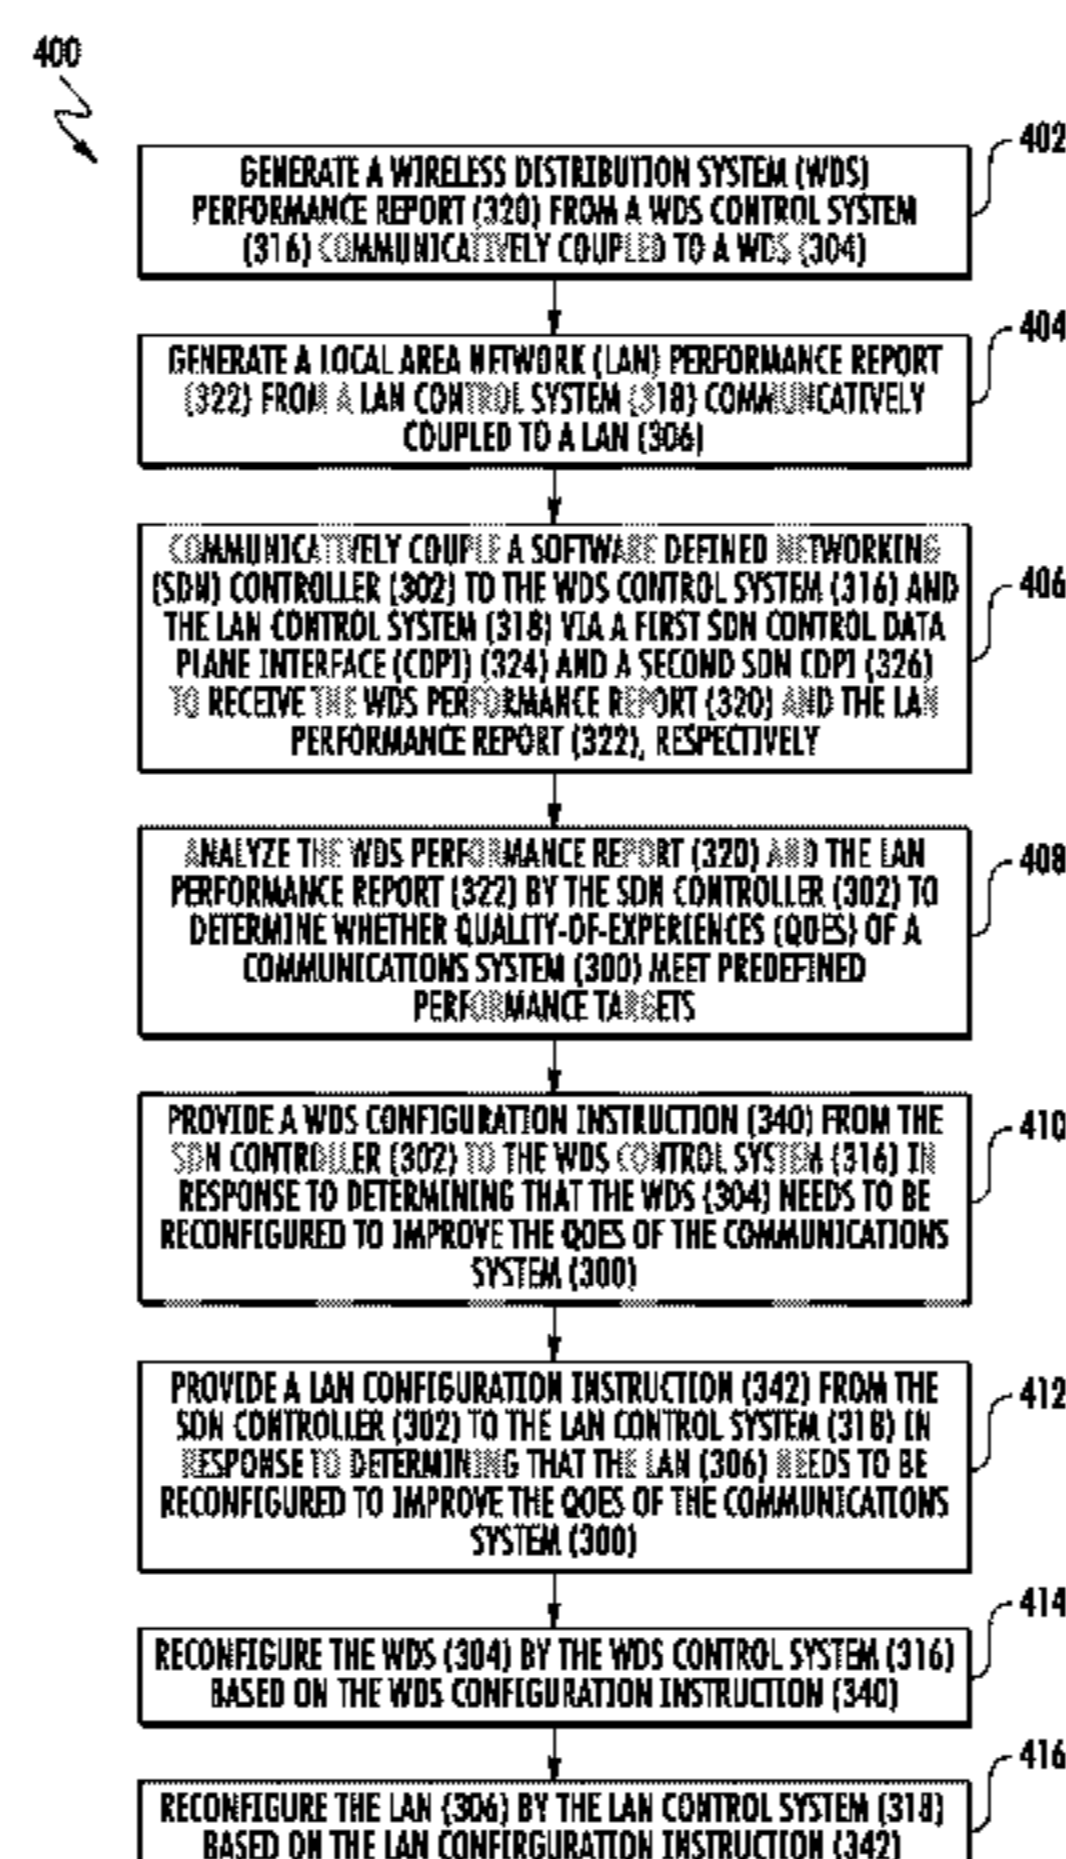 400
402
GENERATE A WIRELESS DISTRIBUTION SYSTEM (WDS)
PERFORMANCE REPORT (320) FROM A WDS CONTROL SYSTEM
(316) COMMUNICATIVELY COUPLED TO A WDS (304)
404
GENERATE A LOCAL AREA NETWORK (LAN) PERFORMANCE REPORT
(322) FROM A LAN CONTROL SYSTEM (318) COMMUNICATIVELY
COUPLED TO A LAN (306)
406
COMMUNICATIVELY COUPLE A SOFTWARE DEFINED NETWORKING
(SDN) CONTROLLER (302) TO THE WDS CONTROL SYSTEM (316) AND
THE LAN CONTROL SYSTEM (318) VIA A FIRST SDN CONTROL DATA
PLANE INTERFACE (CDPI) (324) AND A SECOND SDN CDPI (326)
TO RECEIVE THE WDS PERFORMANCE REPORT (320) AND THE LAN
PERFORMANCE REPORT (322), RESPECTIVELY
408
ANALYZE THE WDS PERFORMANCE REPORT (320) AND THE LAN
PERFORMANCE REPORT (322) BY THE SDN CONTROLLER (302) TO
DETERMINE WHETHER QUALITY-OF-EXPERIENCES (QOES) OF A
COMMUNICATIONS SYSTEM (300) MEET PREDEFINED
PERFORMANCE TARGETS
410
PROVIDE A WDS CONFIGURATION INSTRUCTION (340) FROM THE
SDN CONTROLLER (302) TO THE WDS CONTROL SYSTEM (316) IN
RESPONSE TO DETERMINING THAT THE WDS (304) NEEDS TO BE
RECONFIGURED TO IMPROVE THE QOES OF THE COMMUNICATIONS
SYSTEM (300)
412
PROVIDE A LAN CONFIGURATION INSTRUCTION (342) FROM THE
SDN CONTROLLER (302) TO THE LAN CONTROL SYSTEM (318) IN
RESPONSE TO DETERMINING THAT THE LAN (306) NEEDS TO BE
RECONFIGURED TO IMPROVE THE QOES OF THE COMMUNICATIONS
SYSTEM (300)
414
RECONFIGURE THE WDS (304) BY THE WDS CONTROL SYSTEM (316)
BASED ON THE WDS CONFIGURATION INSTRUCTION (340)
416
RECONFIGURE THE LAN (306) BY THE LAN CONTROL SYSTEM (318)
BASED ON THE LAN CONFIRGURATION INSTRUCTION (342)